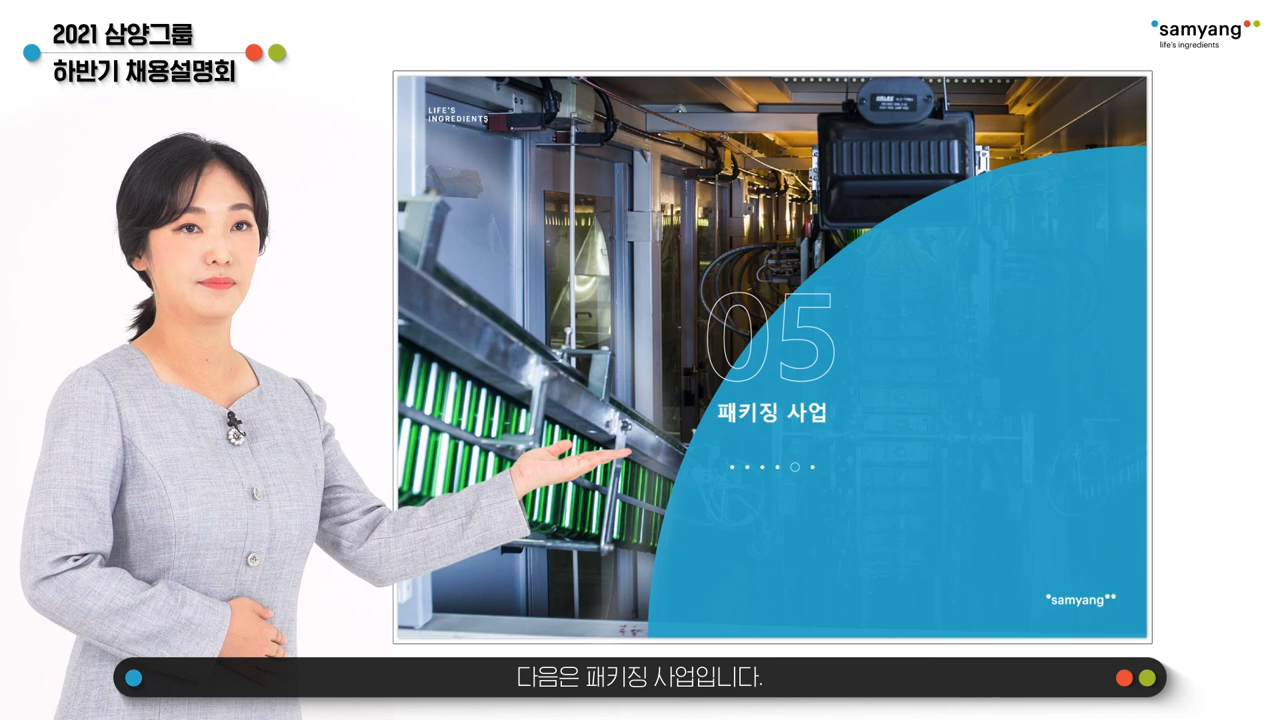 2021 삼양그룹
하반기 채용설명회
samyang
life's ingredients
LIFE'S
INGREDIENTS
05
패키징 사업
samyang
다음은 패키징 사업입니다.